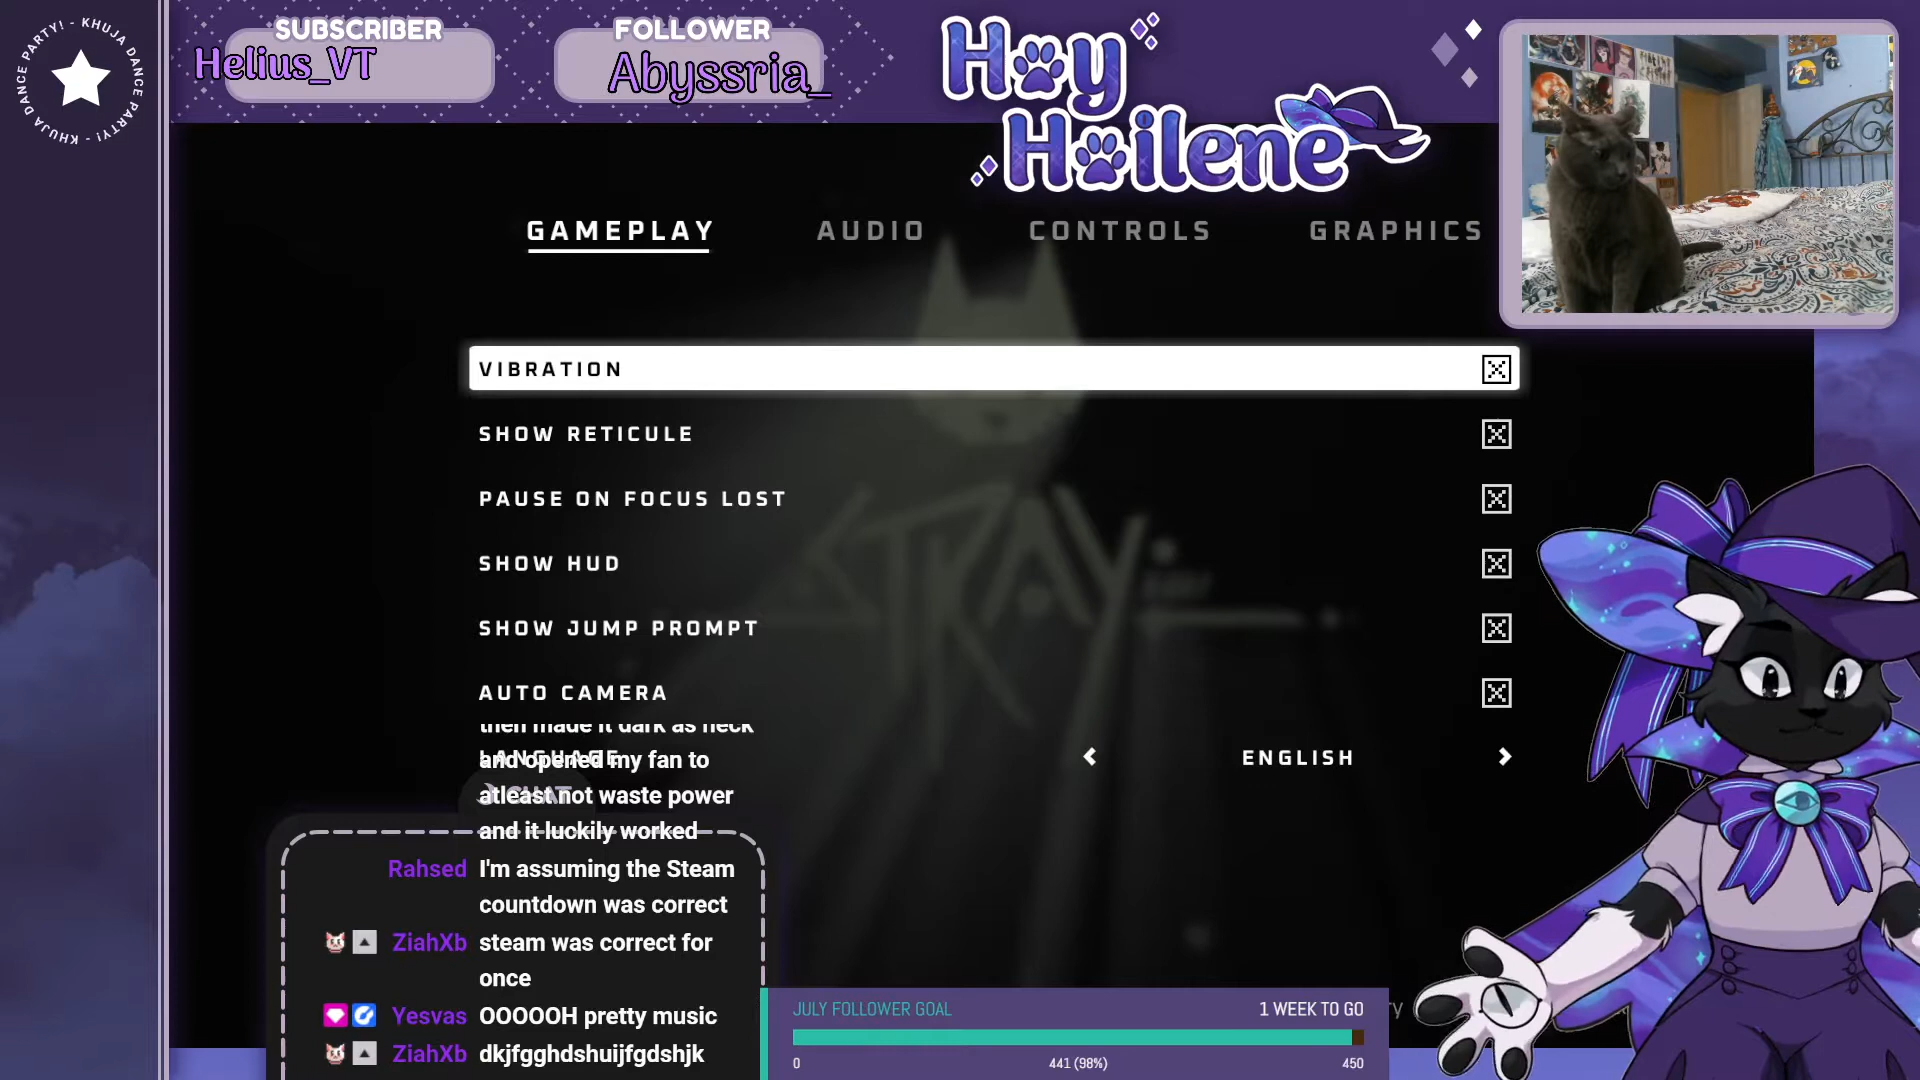 KHUJA DANCE PARTY! - KHUJA DANCE PARTY! -
SUBSCRIBER
Helius_VT
FOLLOWER
Abyssria_
Hay
Hailene
GAMEPLAY
AUDIO
CONTROLS
GRAPHICS
VIBRATION
SHOW RETICULE
PAUSE ON FOCUS LOST
SHOW HUD
SHOW JUMP PROMPT
AUTO CAMERA
LANGUAGE
ENGLISH
STRAY
then made it dark as heck
and opened my fan to
atleast not waste power
and it luckily worked
CHAT
Rahsed I'm assuming the Steam
countdown was correct
ZiahXb steam was correct for
once
Yesvas OOOOOH pretty music
ZiahXb dkjfgghdshuijfgdshjk
JULY FOLLOWER GOAL
1 WEEK TO GO
0
441 (98%)
450